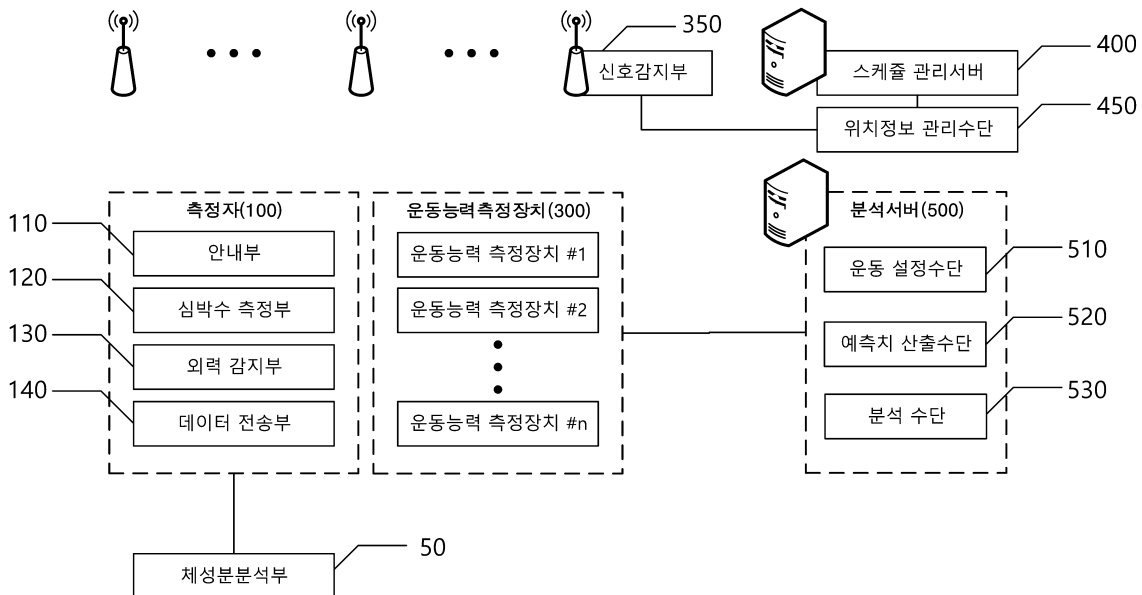 350
신호감지부
스케쥴 관리서버
400
위치정보 관리수단
450
측정자(100)
110
안내부
120
심박수 측정부
130
외력 감지부
140
데이터 전송부
운동능력측정장치(300)
운동능력 측정장치 #1
운동능력 측정장치 #2
운동능력 측정장치 #n
분석서버(500)
운동 설정수단
510
예측치 산출수단
520
분석 수단
530
체성분분석부
50